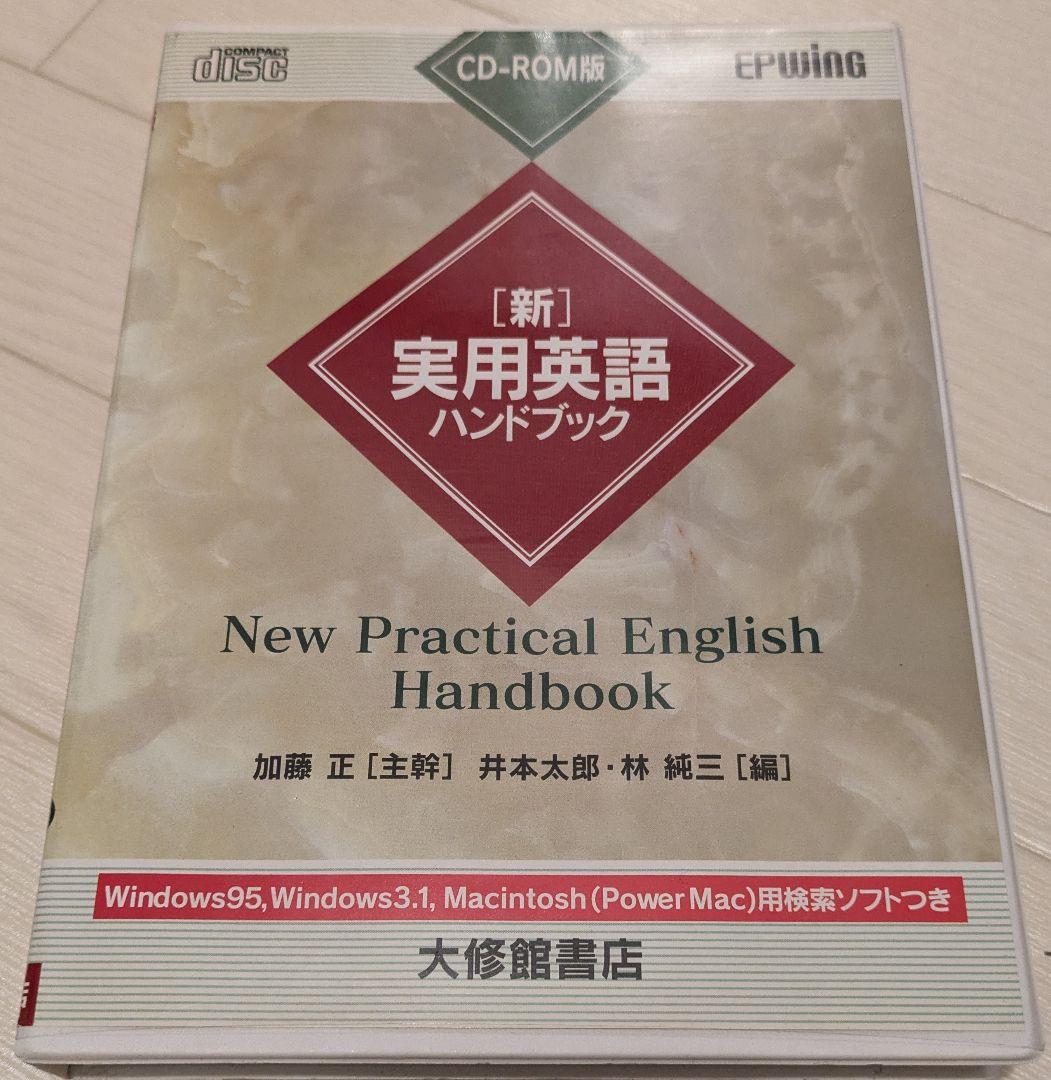 COMPACT
disc
CD-ROM版
EPWING
[新]
実用英語
ハンドブック
New Practical English
Handbook
加藤 正[主幹] 井本太郎・林 純三[編]
Windows95,Windows3.1, Macintosh(Power Mac)用検索ソフトつき
大修館書店